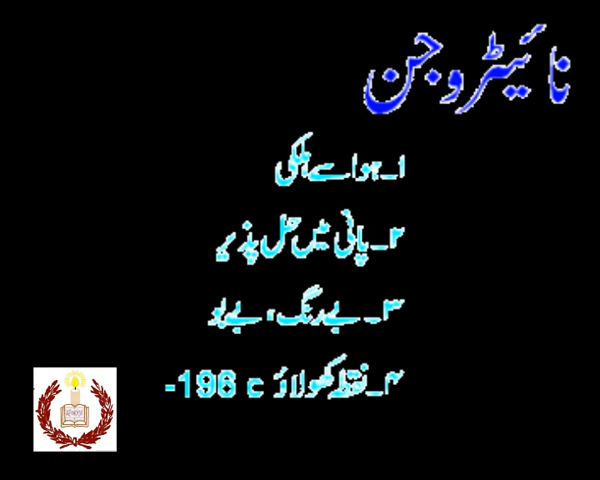 نائیٹروجن
۱۔ہوا سے ہلکی
۲۔پانی میں حل پذیر
۳۔بے رنگ، بے بو
۴۔نقطہ کھولاؤ -196 c